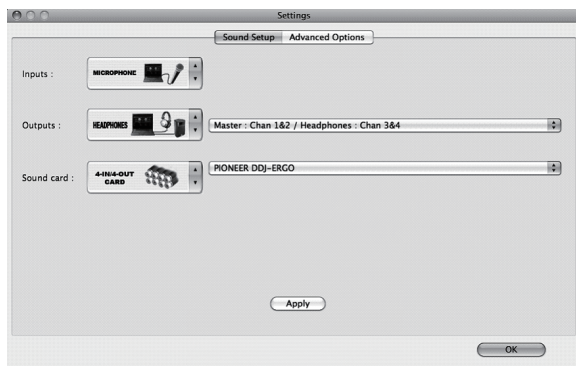 Settings
Sound Setup Advanced Options
Inputs : MICROPHONE
Outputs : HEADPHONES Master : Chan 1&2 / Headphones : Chan 3&4
Sound card : 4-IN/4-OUT CARD PIONEER DDJ-ERGO
Apply
OK